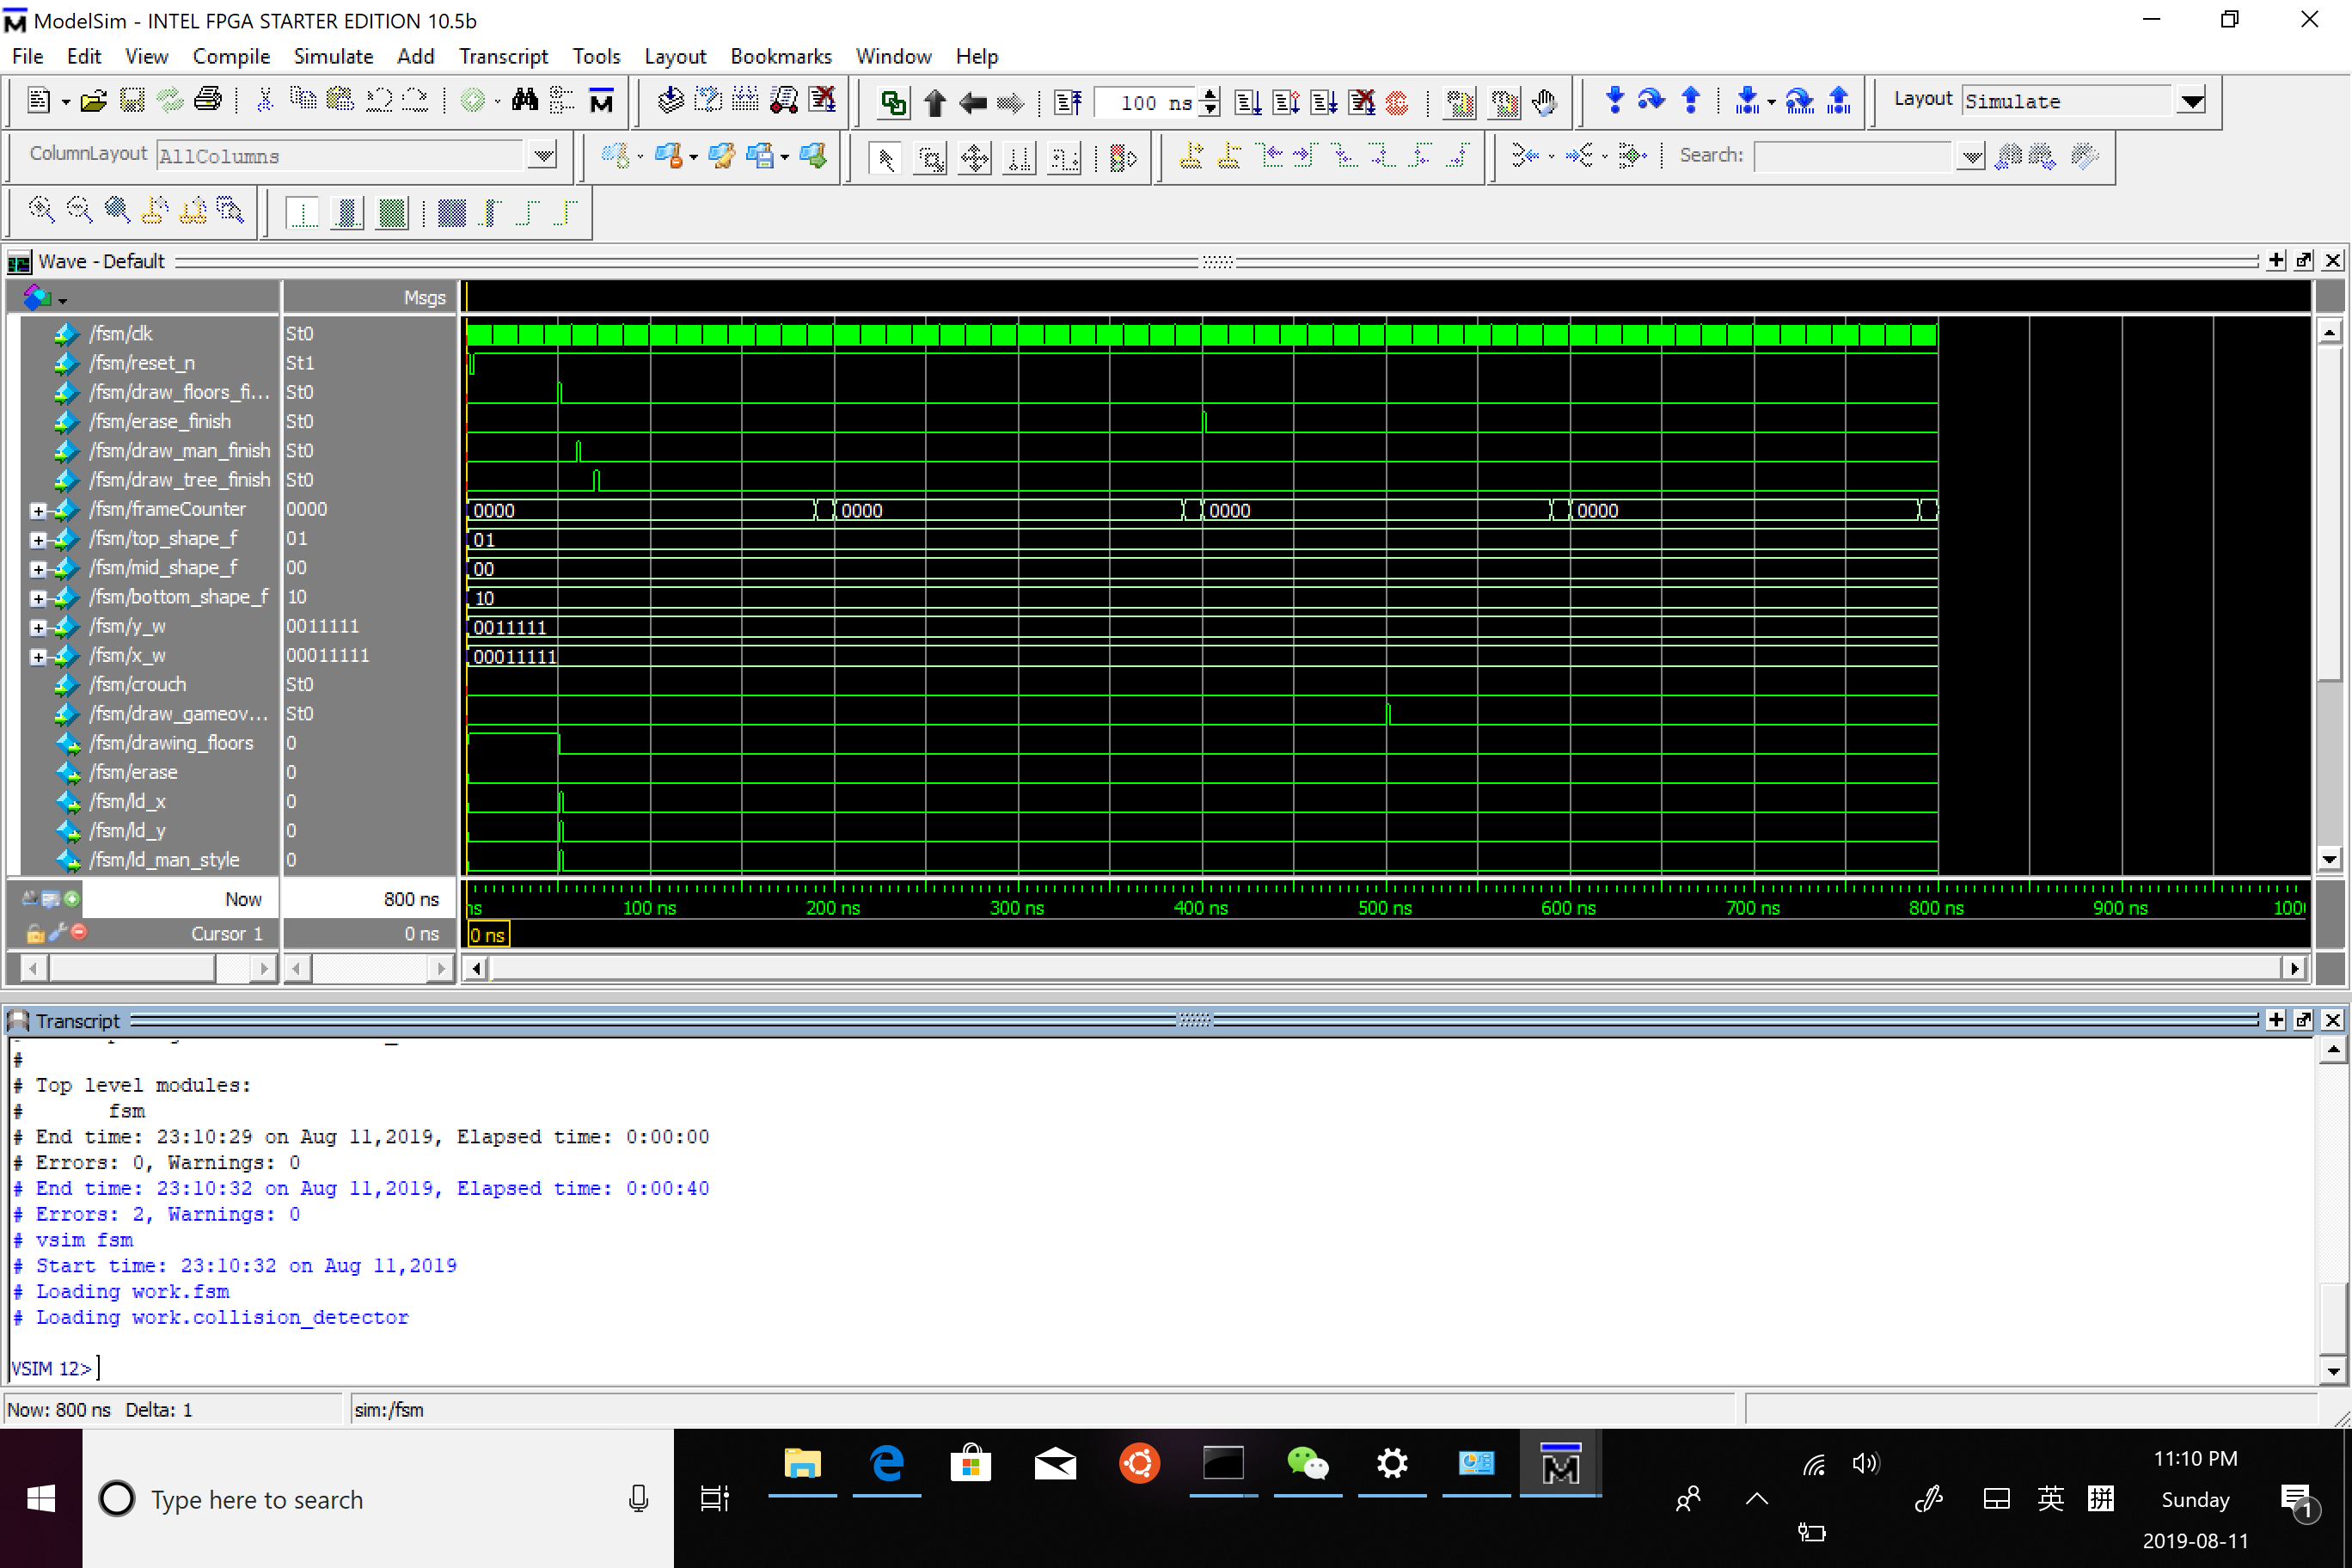 ModelSim - INTEL FPGA STARTER EDITION 10.5b
File Edit View Compile Simulate Add Transcript Tools Layout Bookmarks Window Help
100 ns
Layout Simulate
ColumnLayout AllColumns
Search:
Wave - Default
Msgs
/fsm/clk St0
/fsm/reset_n St1
/fsm/draw_floors_fi... St0
/fsm/erase_finish St0
/fsm/draw_man_finish St0
/fsm/draw_tree_finish St0
/fsm/frameCounter 0000 0000 0000 0000 0000
/fsm/top_shape_f 01 01
/fsm/mid_shape_f 00 00
/fsm/bottom_shape_f 10 10
/fsm/y_w 0011111 0011111
/fsm/x_w 00011111 00011111
/fsm/crouch St0
/fsm/draw_gameov... St0
/fsm/drawing_floors 0
/fsm/erase 0
/fsm/ld_x 0
/fsm/ld_y 0
/fsm/ld_man_style 0
Now 800 ns
ns 100 ns 200 ns 300 ns 400 ns 500 ns 600 ns 700 ns 800 ns 900 ns 100
Cursor 1 0 ns 0 ns
Transcript
#
# Top level modules:
# fsm
# End time: 23:10:29 on Aug 11,2019, Elapsed time: 0:00:00
# Errors: 0, Warnings: 0
# End time: 23:10:32 on Aug 11,2019, Elapsed time: 0:00:40
# Errors: 2, Warnings: 0
# vsim fsm
# Start time: 23:10:32 on Aug 11,2019
# Loading work.fsm
# Loading work.collision_detector
VSIM 12>
Now: 800 ns Delta: 1 sim:/fsm
Type here to search
英 拼
11:10 PM
Sunday
2019-08-11
1